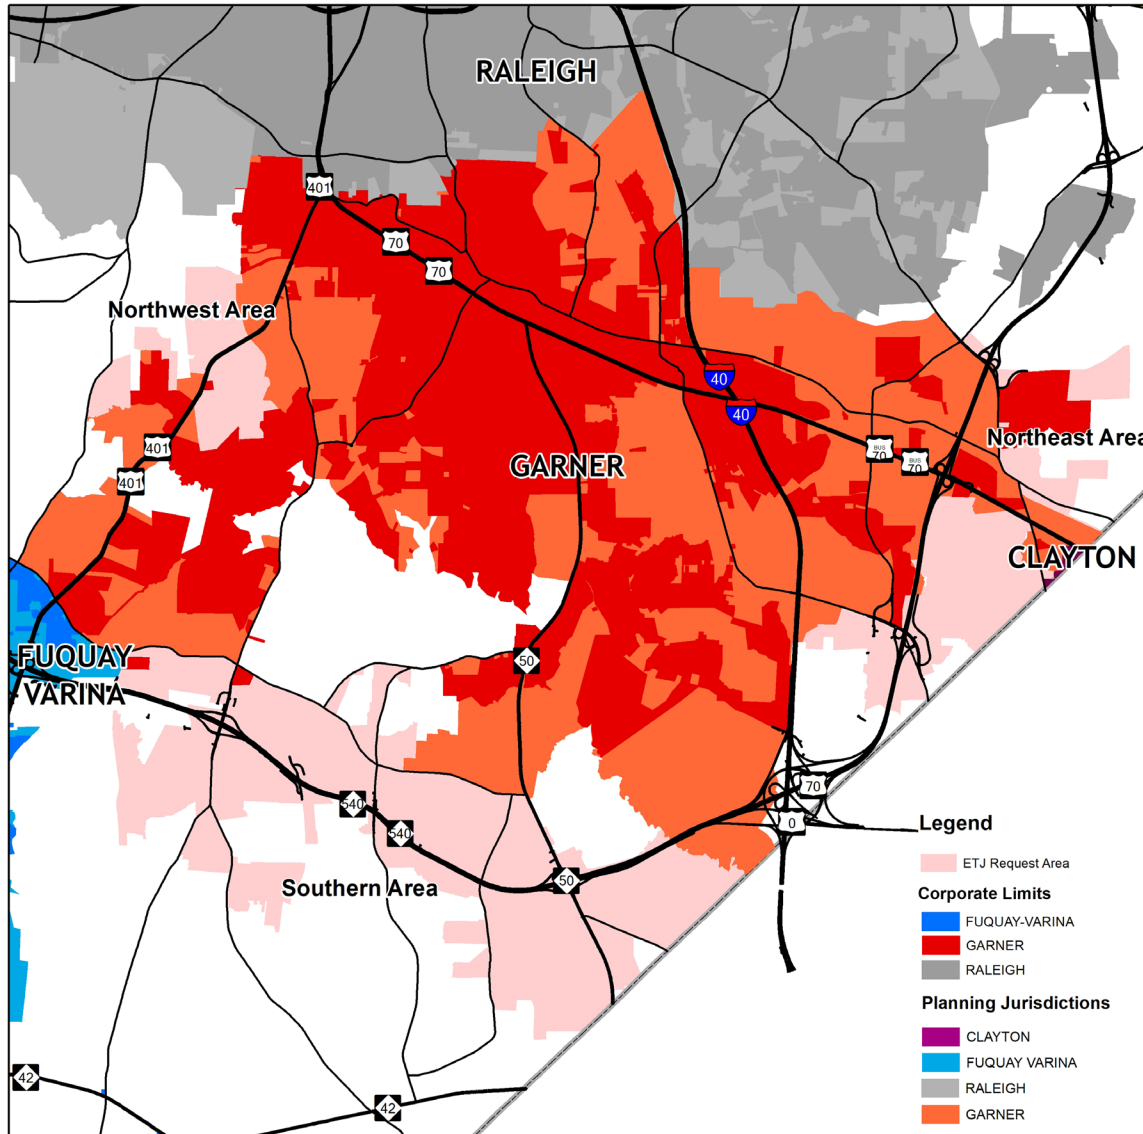 RALEIGH
401
70
70
Northwest Area
40
40
401
401
GARNER
BUS
70
BUS
70
Northeast Area
CLAYTON
FUQUAY
VARINA
50
70
0
540
540
50
Southern Area
42
42
Legend
ETJ Request Area
Corporate Limits
FUQUAY-VARINA
GARNER
RALEIGH
Planning Jurisdictions
CLAYTON
FUQUAY VARINA
RALEIGH
GARNER